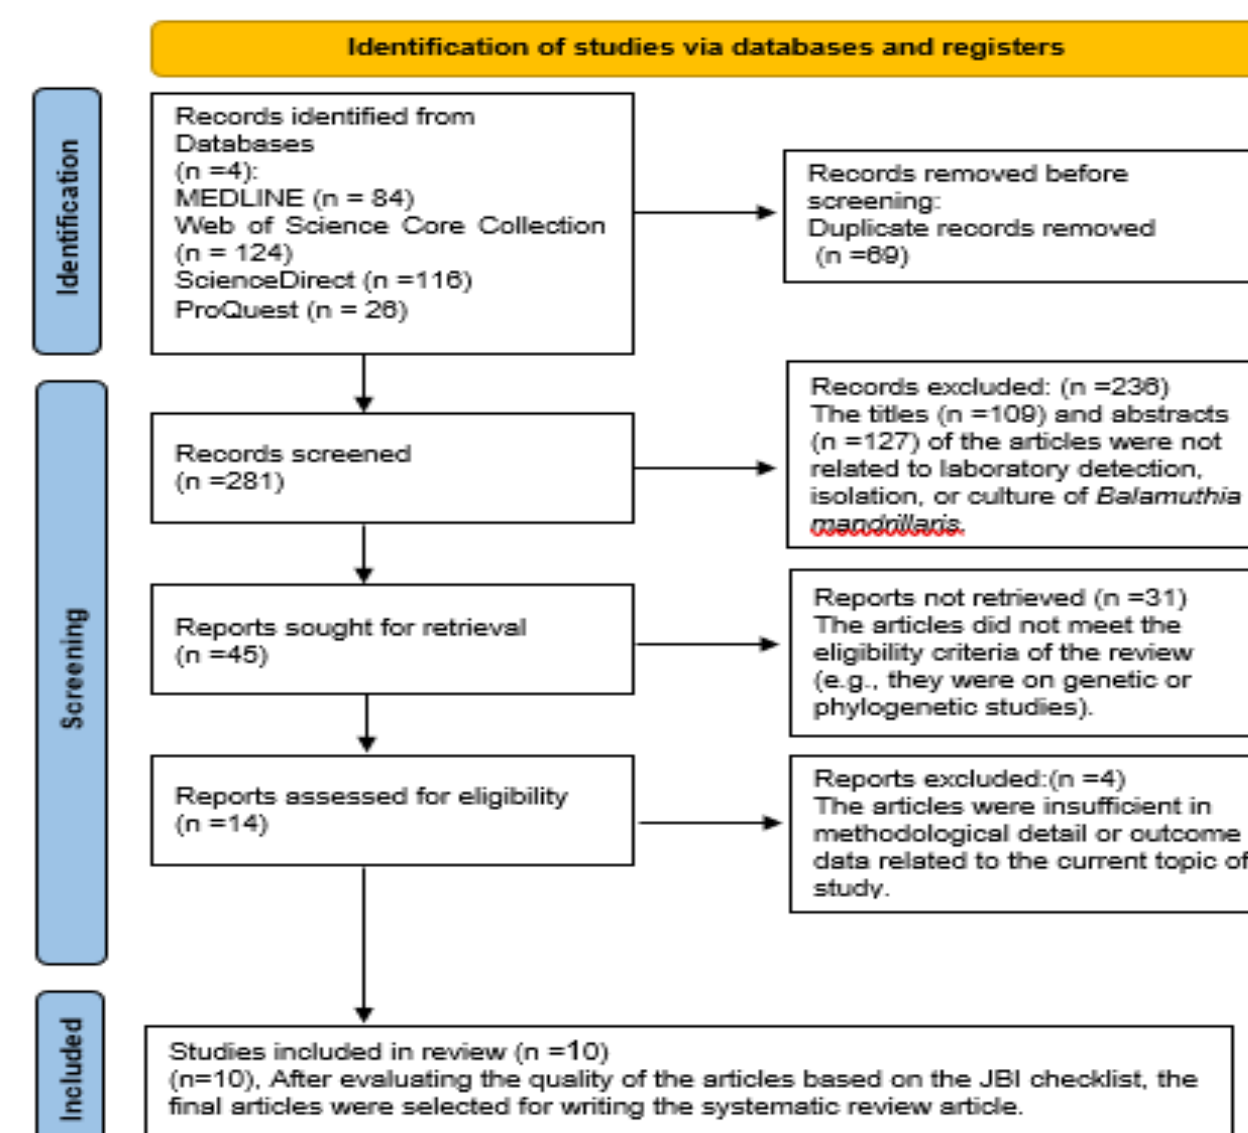 Identification of studies via databases and registers
Identification
Records identified from
Databases
(n =4):
MEDLINE (n = 84)
Web of Science Core Collection
(n = 124)
ScienceDirect (n =116)
ProQuest (n = 26)
Records removed before
screening:
Duplicate records removed
(n =69)
Screening
Records screened
(n =281)
Records excluded: (n =236)
The titles (n =109) and abstracts
(n =127) of the articles were not
related to laboratory detection,
isolation, or culture of Balamuthia
mandrillaris.
Reports sought for retrieval
(n =45)
Reports not retrieved (n =31)
The articles did not meet the
eligibility criteria of the review
(e.g., they were on genetic or
phylogenetic studies).
Reports assessed for eligibility
(n =14)
Reports excluded:(n =4)
The articles were insufficient in
methodological detail or outcome
data related to the current topic of
study.
Included
Studies included in review (n =10)
(n=10), After evaluating the quality of the articles based on the JBI checklist, the
final articles were selected for writing the systematic review article.